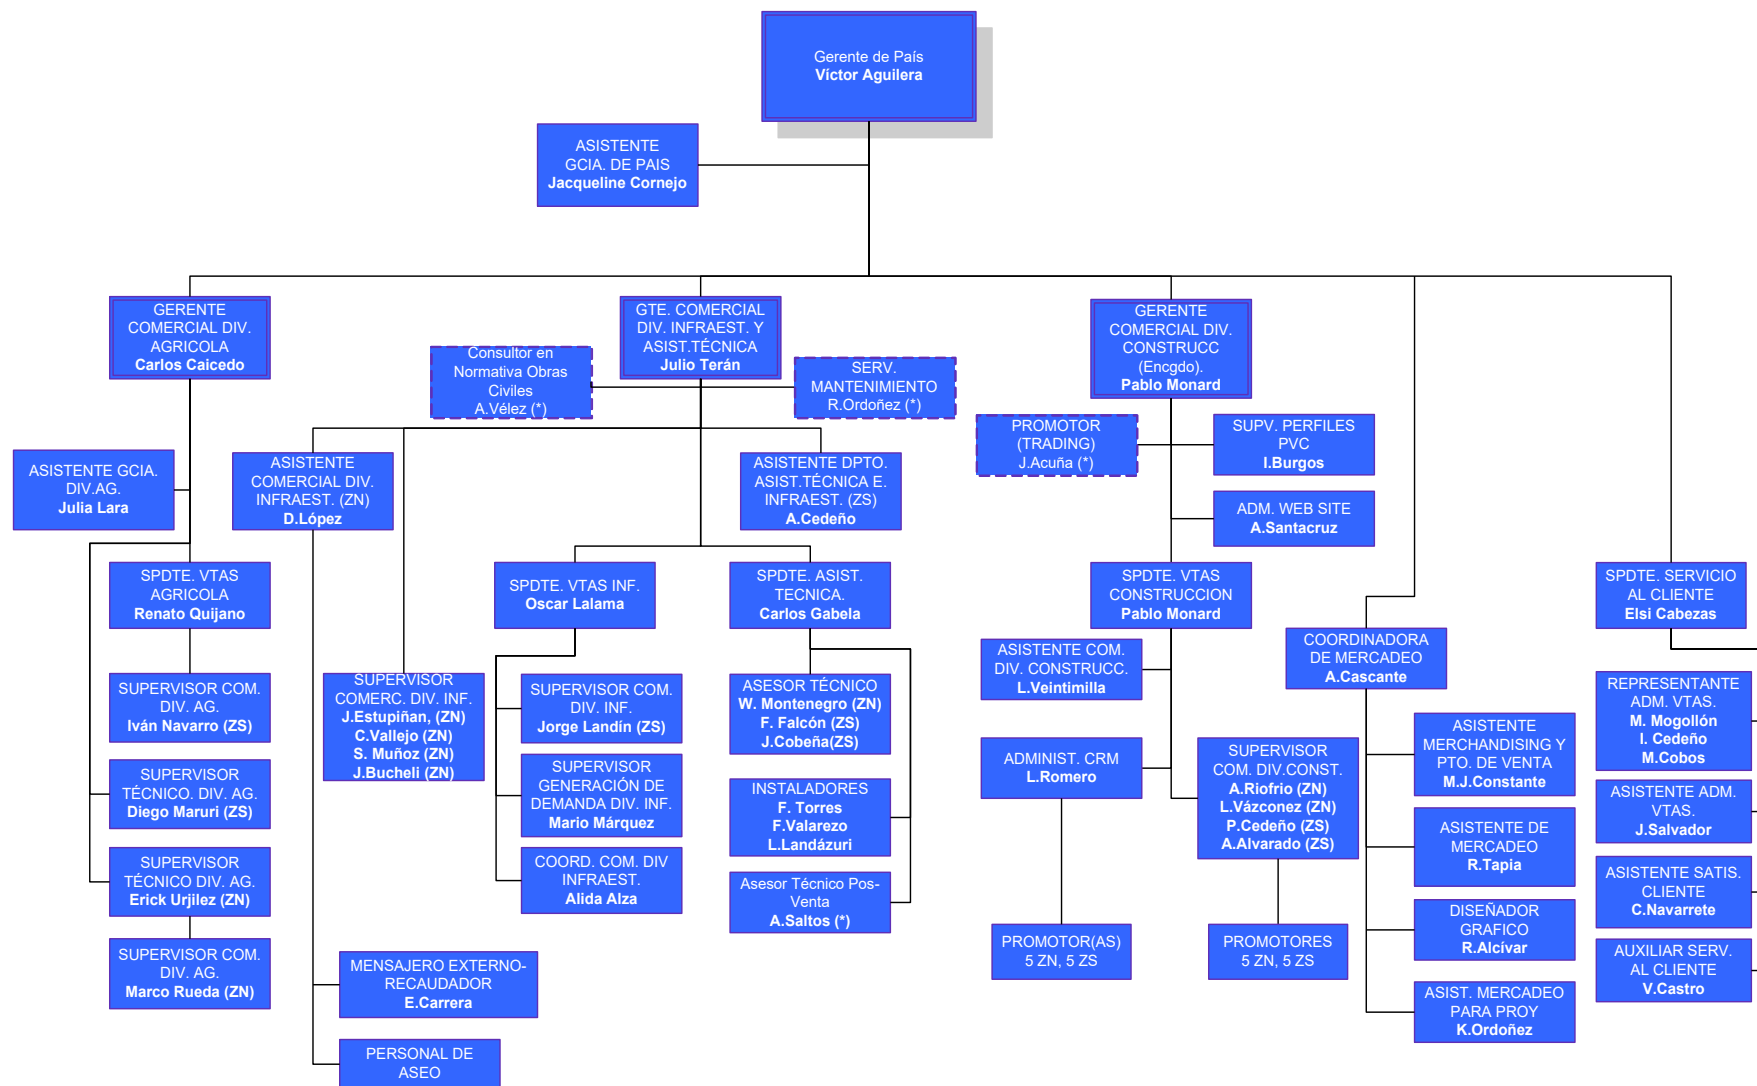 Gerente de País
Víctor Aguilera
ASISTENTE
GCIA. DE PAIS
Jacqueline Cornejo
GERENTE
COMERCIAL DIV.
AGRICOLA
Carlos Caicedo
GTE. COMERCIAL
DIV. INFRAEST. Y
ASIST.TÉCNICA
Julio Terán
GERENTE
COMERCIAL DIV.
CONSTRUCC
(Encgdo).
Pablo Monard
Consultor en
Normativa Obras
Civiles
A.Vélez (*)
SERV.
MANTENIMIENTO
R.Ordoñez (*)
PROMOTOR
(TRADING)
J.Acuña (*)
SUPV. PERFILES
PVC
I.Burgos
ASISTENTE GCIA.
DIV.AG.
Julia Lara
ASISTENTE
COMERCIAL DIV.
INFRAEST. (ZN)
D.López
ASISTENTE DPTO.
ASIST.TÉCNICA E.
INFRAEST. (ZS)
A.Cedeño
ADM. WEB SITE
A.Santacruz
SPDTE. VTAS
AGRICOLA
Renato Quijano
SPDTE. VTAS INF.
Oscar Lalama
SPDTE. ASIST.
TECNICA.
Carlos Gabela
SPDTE. VTAS
CONSTRUCCION
Pablo Monard
SPDTE. SERVICIO
AL CLIENTE
Elsi Cabezas
COORDINADORA
DE MERCADEO
A.Cascante
ASISTENTE COM.
DIV. CONSTRUCC.
L.Veintimilla
SUPERVISOR COM.
DIV. AG.
Iván Navarro (ZS)
SUPERVISOR
COMERC. DIV. INF.
J.Estupiñan, (ZN)
C.Vallejo (ZN)
S. Muñoz (ZN)
J.Bucheli (ZN)
SUPERVISOR COM.
DIV. INF.
Jorge Landín (ZS)
ASESOR TÉCNICO
W. Montenegro (ZN)
F. Falcón (ZS)
J.Cobeña(ZS)
REPRESENTANTE
ADM. VTAS.
M. Mogollón
I. Cedeño
M.Cobos
ASISTENTE
MERCHANDISING Y
PTO. DE VENTA
M.J.Constante
ADMINIST. CRM
L.Romero
SUPERVISOR
COM. DIV.CONST.
A.Riofrio (ZN)
L.Vázconez (ZN)
P.Cedeño (ZS)
A.Alvarado (ZS)
SUPERVISOR
TÉCNICO. DIV. AG.
Diego Maruri (ZS)
SUPERVISOR
GENERACIÓN DE
DEMANDA DIV. INF.
Mario Márquez
INSTALADORES
F. Torres
F.Valarezo
L.Landázuri
ASISTENTE ADM.
VTAS.
J.Salvador
ASISTENTE DE
MERCADEO
R.Tapia
SUPERVISOR
TÉCNICO DIV. AG.
Erick Urjilez (ZN)
COORD. COM. DIV
INFRAEST.
Alida Alza
Asesor Técnico Pos-
Venta
A.Saltos (*)
ASISTENTE SATIS.
CLIENTE
C.Navarrete
DISEÑADOR
GRAFICO
R.Alcívar
SUPERVISOR COM.
DIV. AG.
Marco Rueda (ZN)
MENSAJERO EXTERNO-
RECAUDADOR
E.Carrera
PROMOTOR(AS)
5 ZN, 5 ZS
PROMOTORES
5 ZN, 5 ZS
AUXILIAR SERV.
AL CLIENTE
V.Castro
ASIST. MERCADEO
PARA PROY
K.Ordoñez
PERSONAL DE
ASEO